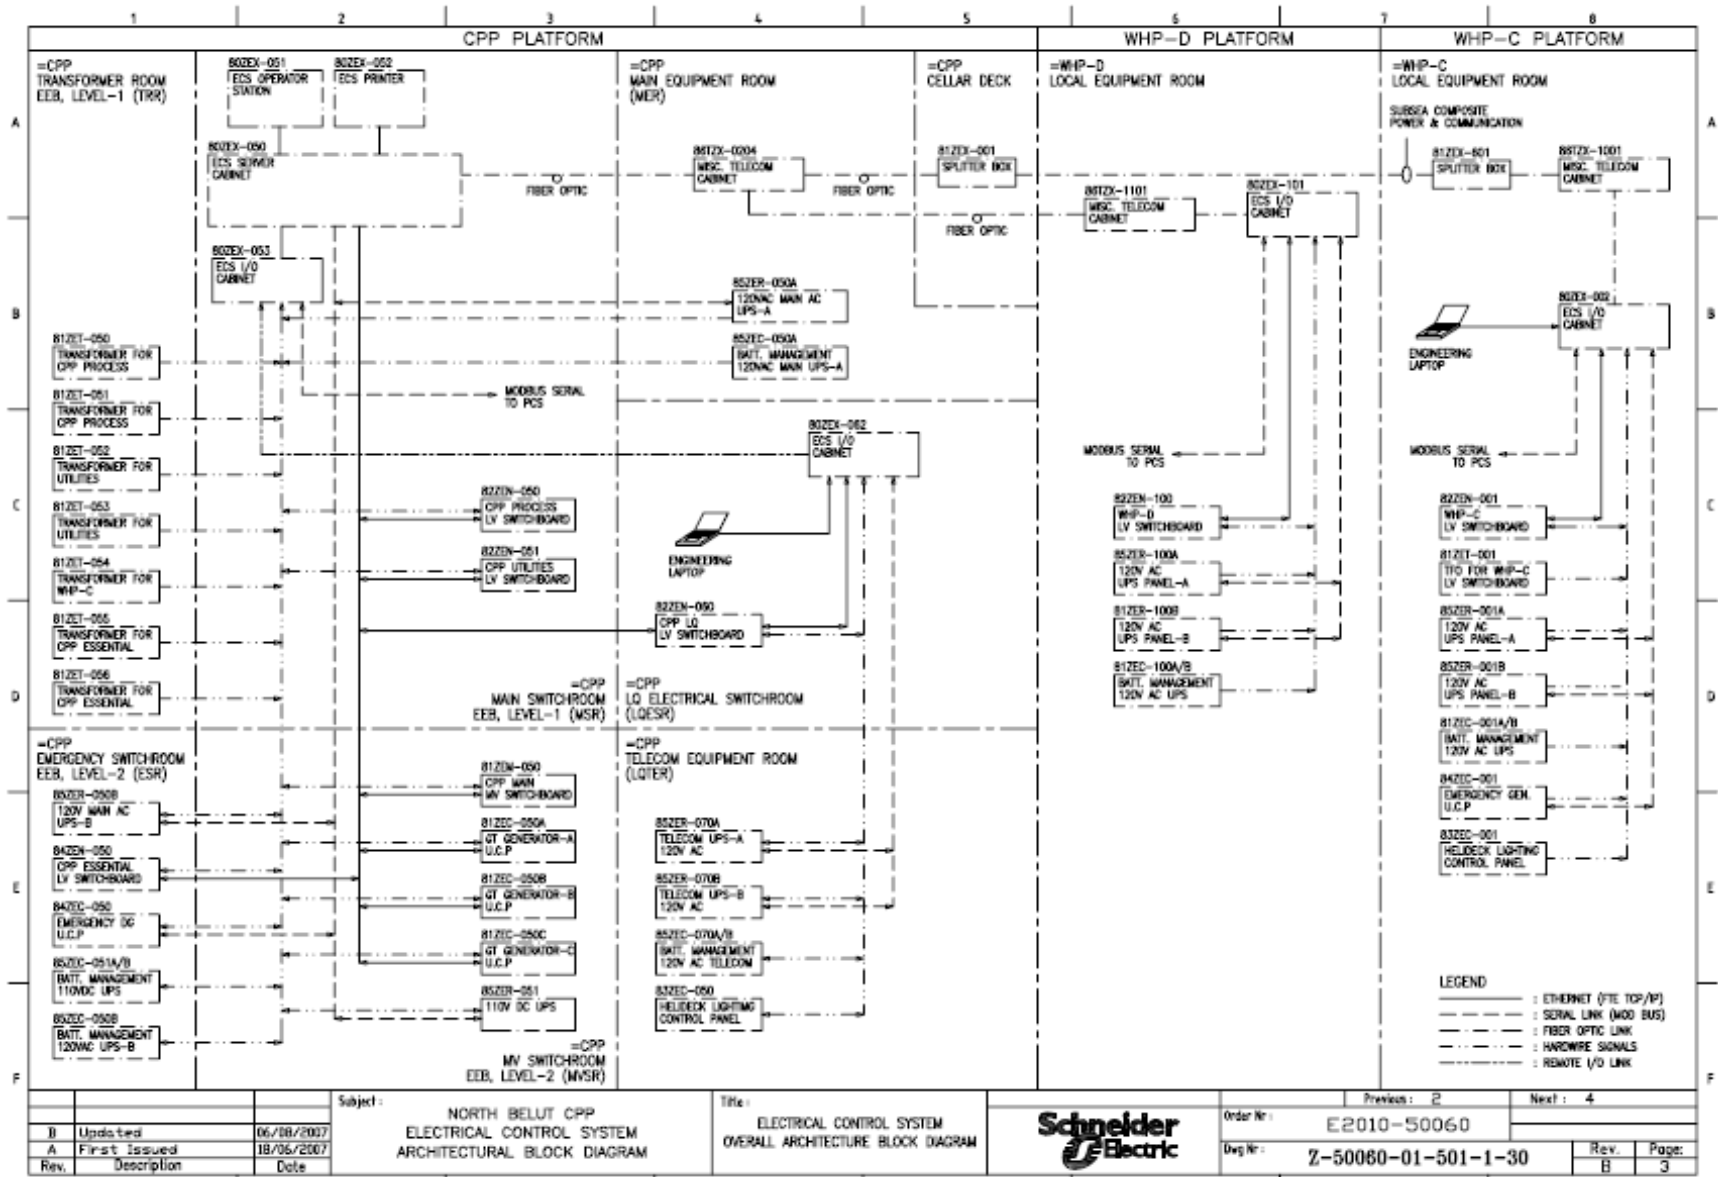 1 2 3 4 5 6 7 8
CPP PLATFORM
WHP-D PLATFORM
WHP-C PLATFORM
=CPP
TRANSFORMER ROOM
EEB, LEVEL-1 (TRR)
80ZEX-051
ECS OPERATOR
STATION
80ZEX-052
ECS PRINTER
=CPP
MAIN EQUIPMENT ROOM
(MER)
=CPP
CELLAR DECK
=WHP-D
LOCAL EQUIPMENT ROOM
=WHP-C
LOCAL EQUIPMENT ROOM
SUBSEA COMPOSITE
POWER & COMMUNICATION
A
A
80ZEX-050
ECS SERVER
CABINET
FIBER OPTIC
86TZX-0204
MISC. TELECOM
CABINET
FIBER OPTIC
81ZEX-001
SPLITTER BOX
FIBER OPTIC
86TZX-1101
MISC. TELECOM
CABINET
80ZEX-101
ECS I/O
CABINET
81ZEX-601
SPLITTER BOX
86TZX-1001
MISC. TELECOM
CABINET
80ZEX-053
ECS I/O
CABINET
85ZER-050A
120VAC MAIN AC
UPS-A
85ZEC-050A
BATT. MANAGEMENT
120VAC MAIN UPS-A
MODBUS SERIAL
TO PCS
B
B
80ZEX-002
ECS I/O
CABINET
ENGINEERING
LAPTOP
81ZET-050
TRANSFORMER FOR
CPP PROCESS
81ZET-051
TRANSFORMER FOR
CPP PROCESS
81ZET-052
TRANSFORMER FOR
UTILITIES
81ZET-053
TRANSFORMER FOR
UTILITIES
81ZET-054
TRANSFORMER FOR
WHP-C
81ZET-055
TRANSFORMER FOR
CPP ESSENTIAL
81ZET-056
TRANSFORMER FOR
CPP ESSENTIAL
80ZEX-062
ECS I/O
CABINET
C
C
82ZEN-050
CPP PROCESS
LV SWITCHBOARD
82ZEN-051
CPP UTILITIES
LV SWITCHBOARD
ENGINEERING
LAPTOP
82ZEN-060
CPP LQ
LV SWITCHBOARD
MODBUS SERIAL
TO PCS
82ZEN-100
WHP-D
LV SWITCHBOARD
85ZER-100A
120V AC
UPS PANEL-A
81ZER-100B
120V AC
UPS PANEL-B
81ZEC-100A/B
BATT. MANAGEMENT
120V AC UPS
MODBUS SERIAL
TO PCS
82ZEN-001
WHP-C
LV SWITCHBOARD
81ZET-001
TFO FOR WHP-C
LV SWITCHBOARD
85ZER-001A
120V AC
UPS PANEL-A
85ZER-001B
120V AC
UPS PANEL-B
81ZEC-001A/B
BATT. MANAGEMENT
120V AC UPS
84ZEC-001
EMERGENCY GEN.
U.C.P
83ZEC-001
HELIDECK LIGHTING
CONTROL PANEL
D
D
=CPP
MAIN SWITCHROOM
EEB, LEVEL-1 (MSR)
=CPP
LQ ELECTRICAL SWITCHROOM
(LQESR)
=CPP
EMERGENCY SWITCHROOM
EEB, LEVEL-2 (ESR)
85ZER-050B
120V MAIN AC
UPS-B
84ZEN-050
CPP ESSENTIAL
LV SWITCHBOARD
84ZEC-050
EMERGENCY DG
U.C.P
85ZEC-051A/B
BATT. MANAGEMENT
110VDC UPS
85ZEC-050B
BATT. MANAGEMENT
120VAC UPS-B
81ZEM-050
CPP MAIN
MV SWITCHBOARD
81ZEC-050A
GT GENERATOR-A
U.C.P
81ZEC-050B
GT GENERATOR-B
U.C.P
81ZEC-050C
GT GENERATOR-C
U.C.P
85ZER-051
110V DC UPS
=CPP
MV SWITCHROOM
EEB, LEVEL-2 (MVSR)
=CPP
TELECOM EQUIPMENT ROOM
(LQTER)
85ZER-070A
TELECOM UPS-A
120V AC
85ZER-070B
TELECOM UPS-B
120V AC
85ZEC-070A/B
BATT. MANAGEMENT
120V AC TELECOM
83ZEC-050
HELIDECK LIGHTING
CONTROL PANEL
E
E
LEGEND
: ETHERNET (FTE TCP/IP)
: SERIAL LINK (MOD BUS)
: FIBER OPTIC LINK
: HARDWIRE SIGNALS
: REMOTE I/O LINK
F
F
B Updated 06/08/2007
A First Issued 18/06/2007
Rev. Description Date
Subject :
NORTH BELUT CPP
ELECTRICAL CONTROL SYSTEM
ARCHITECTURAL BLOCK DIAGRAM
Title :
ELECTRICAL CONTROL SYSTEM
OVERALL ARCHITECTURE BLOCK DIAGRAM
Schneider
Electric
Previous : 2 Next : 4
Order Nr : E2010-50060
Dwg Nr : Z-50060-01-501-1-30
Rev. Page:
B 3